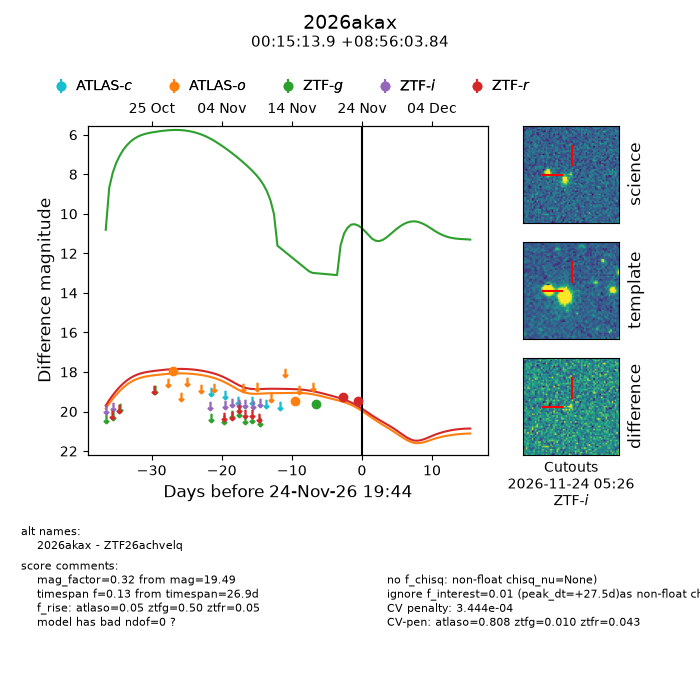 2026akax
00:15:13.9 +08:56:03.84
ATLAS-c
ATLAS-o
ZTF-g
ZTF-i
ZTF-r
25 Oct
04 Nov
14 Nov
24 Nov
04 Dec
Difference magnitude
6
8
10
12
14
16
18
20
22
−30
−20
−10
0
10
Days before 24-Nov-26 19:44
science
template
difference
Cutouts
2026-11-24 05:26
ZTF-i
alt names:
2026akax - ZTF26achvelq
score comments:
mag_factor=0.32 from mag=19.49
timespan f=0.13 from timespan=26.9d
f_rise: atlaso=0.05 ztfg=0.50 ztfr=0.05
model has bad ndof=0 ?
no f_chisq: non-float chisq_nu=None)
ignore f_interest=0.01 (peak_dt=+27.5d)as non-float ch
CV penalty: 3.444e-04
CV-pen: atlaso=0.808 ztfg=0.010 ztfr=0.043